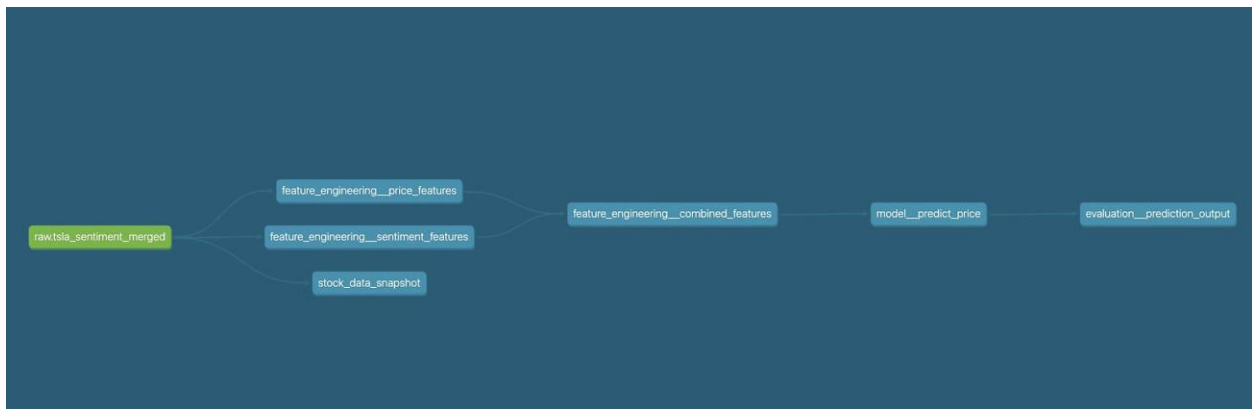 raw.tsla_sentiment_merged
feature_engineering__price_features
feature_engineering__sentiment_features
stock_data_snapshot
feature_engineering__combined_features
model__predict_price
evaluation__prediction_output